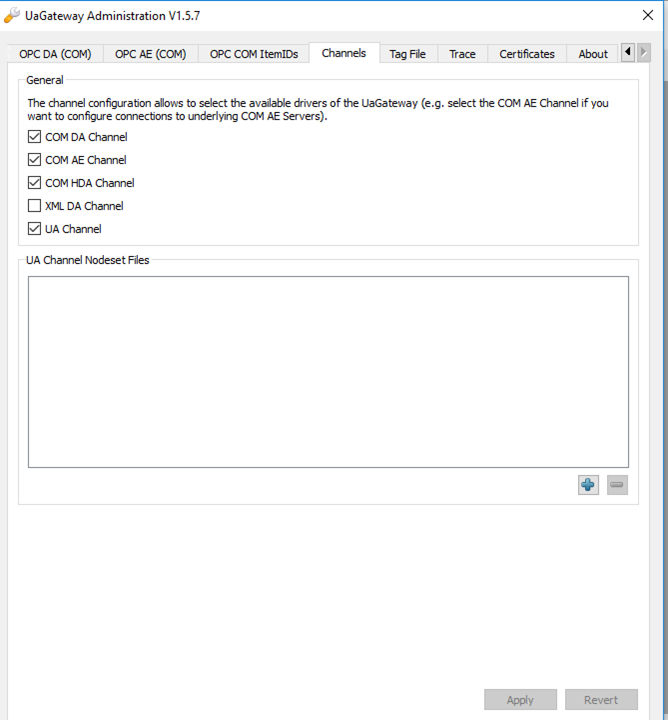 UaGateway Administration V1.5.7
OPC DA (COM) OPC AE (COM) OPC COM ItemIDs Channels Tag File Trace Certificates About
General
The channel configuration allows to select the available drivers of the UaGateway (e.g. select the COM AE Channel if you
want to configure connections to underlying COM AE Servers).
COM DA Channel
COM AE Channel
COM HDA Channel
XML DA Channel
UA Channel
UA Channel Nodeset Files
Apply Revert